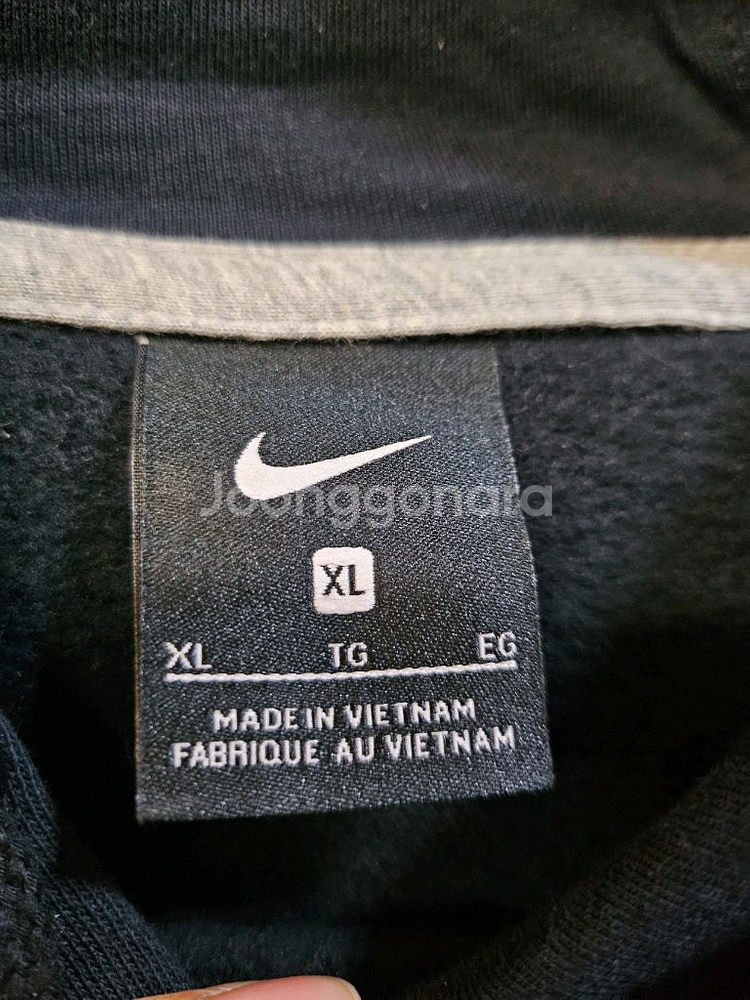 Joonggonara
XL
XL TG EG
MADE IN VIETNAM
FABRIQUE AU VIETNAM